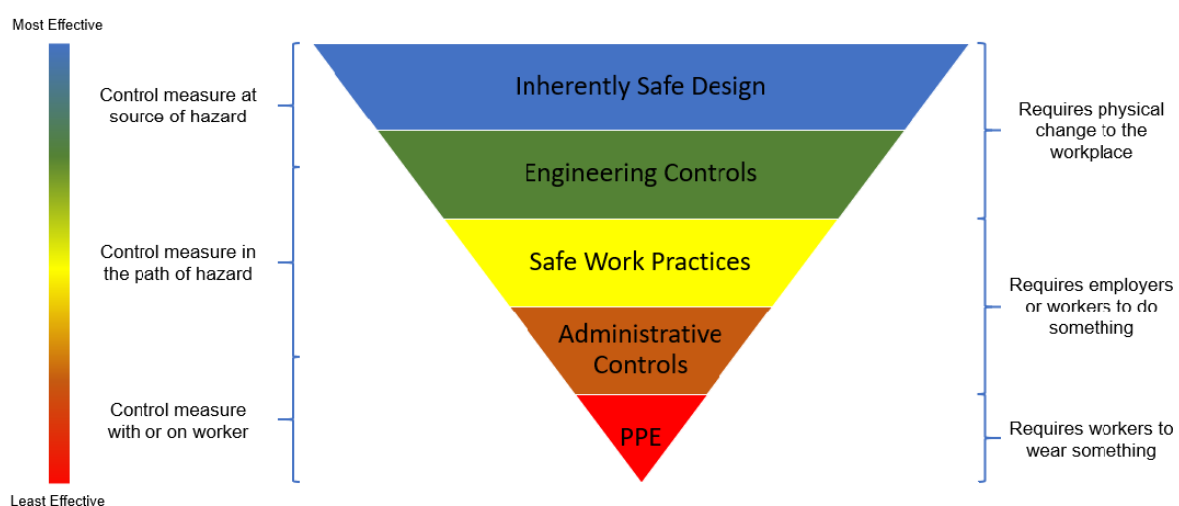 Most Effective
Control measure at
source of hazard
Control measure in
the path of hazard
Control measure
with or on worker
Least Effective
Inherently Safe Design
Engineering Controls
Safe Work Practices
Administrative
Controls
PPE
Requires physical
change to the
workplace
Requires employers
or workers to do
something
Requires workers to
wear something